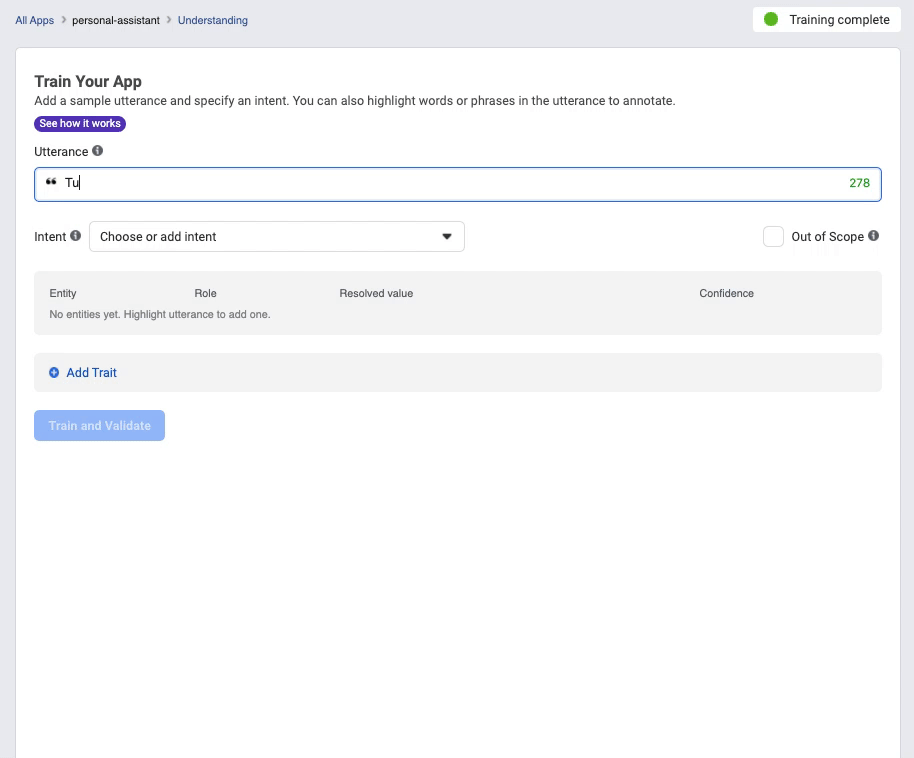 All Apps > personal-assistant > Understanding
Training complete
Train Your App
Add a sample utterance and specify an intent. You can also highlight words or phrases in the utterance to annotate.
See how it works
Utterance
❝ Tu
278
Intent
Choose or add intent
Out of Scope
Entity Role Resolved value Confidence
No entities yet. Highlight utterance to add one.
Add Trait
Train and Validate